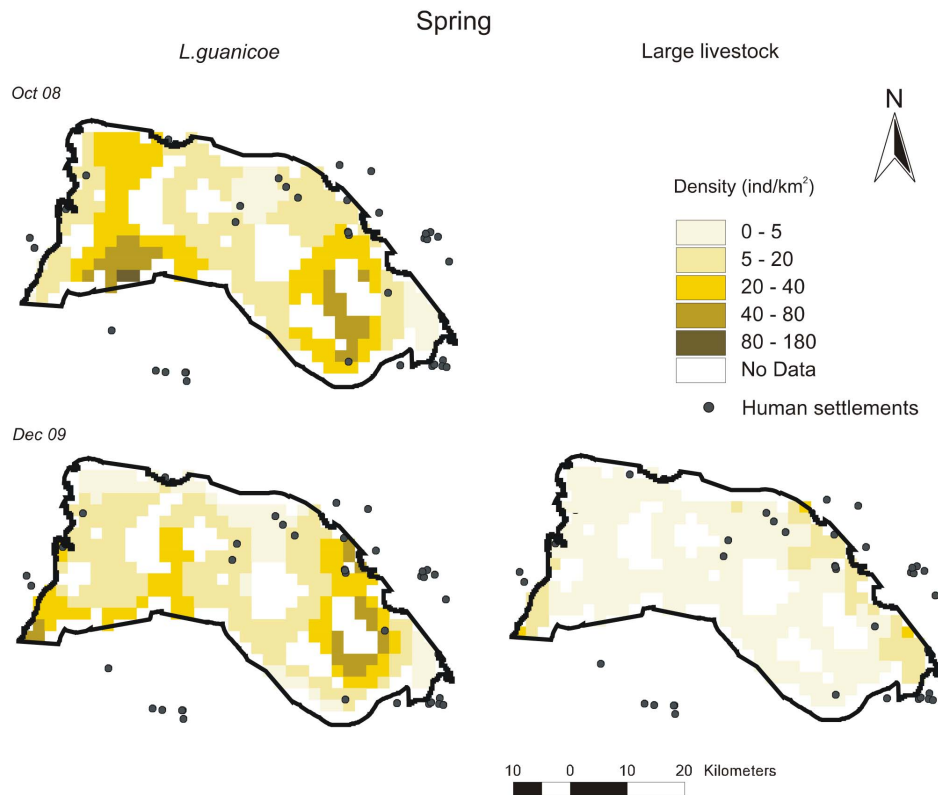 Spring
L.guanicoe
Large livestock
Oct 08
N
Density (ind/km²)
0 - 5
5 - 20
20 - 40
40 - 80
80 - 180
No Data
Human settlements
Dec 09
10 0 10 20 Kilometers